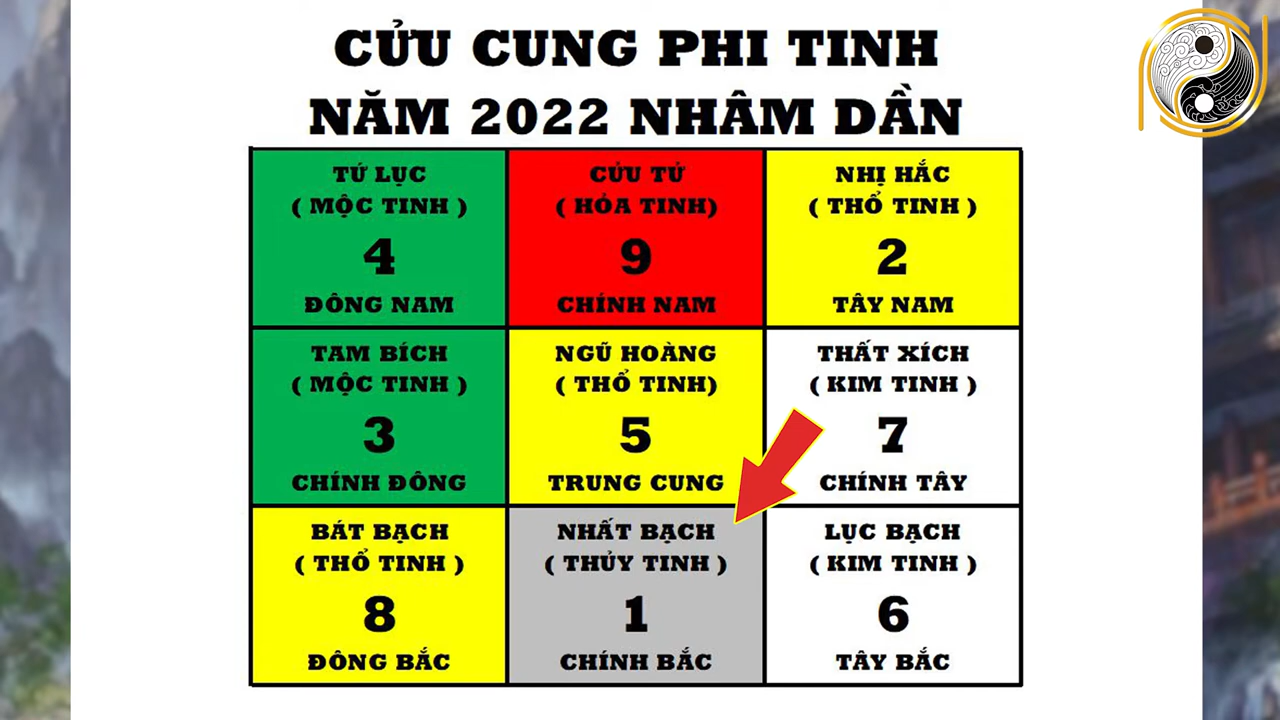 CỬU CUNG PHI TINH
NĂM 2022 NHÂM DẦN
TỨ LỤC
( MỘC TINH )
4
ĐÔNG NAM
CỬU TỬ
( HỎA TINH)
9
CHÍNH NAM
NHỊ HẮC
( THỔ TINH )
2
TÂY NAM
TAM BÍCH
( MỘC TINH )
3
CHÍNH ĐÔNG
NGŨ HOÀNG
( THỔ TINH)
5
TRUNG CUNG
THẤT XÍCH
( KIM TINH )
7
CHÍNH TÂY
BÁT BẠCH
( THỔ TINH )
8
ĐÔNG BẮC
NHẤT BẠCH
( THỦY TINH )
1
CHÍNH BẮC
LỤC BẠCH
( KIM TINH )
6
TÂY BẮC